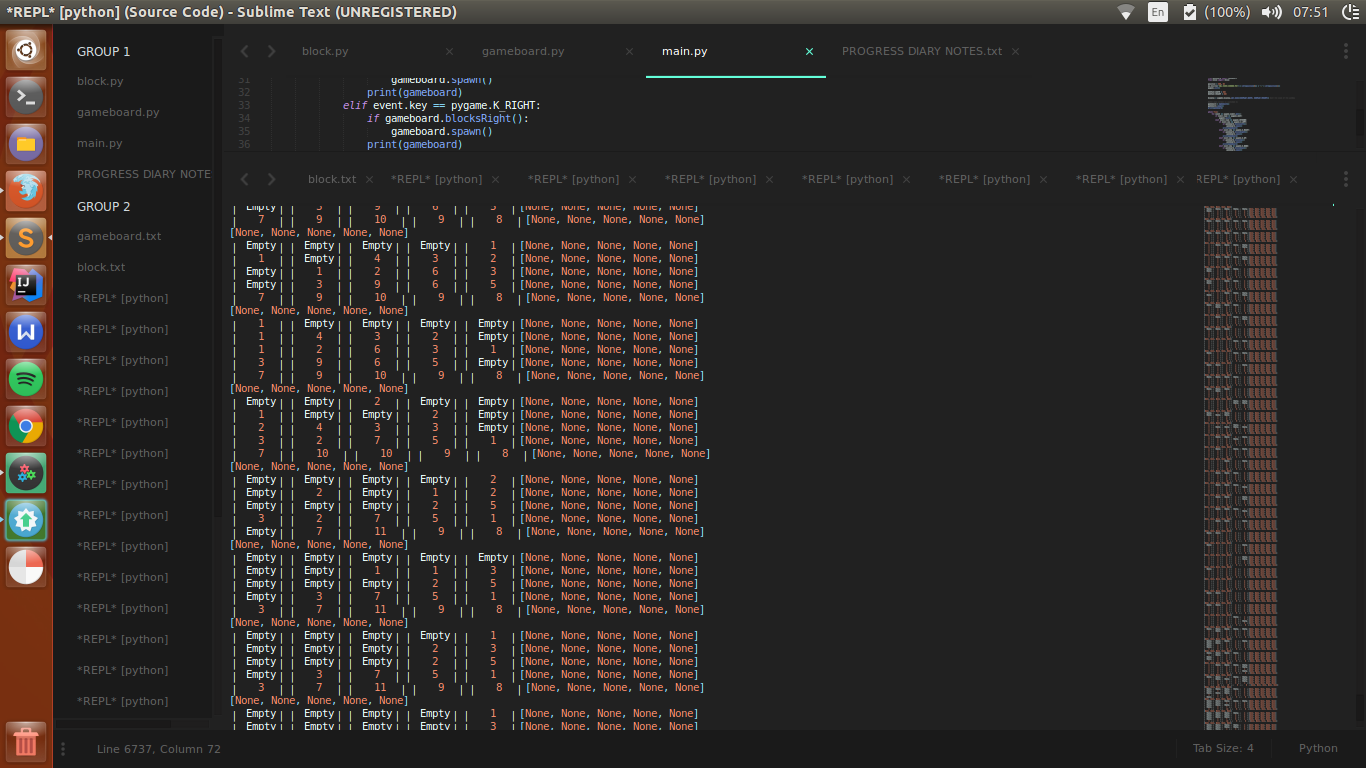 *REPL* [python] (Source Code) - Sublime Text (UNREGISTERED)
En (100%) 07:51
GROUP 1
block.py
gameboard.py
main.py
PROGRESS DIARY NOTE
GROUP 2
gameboard.txt
block.txt
*REPL* [python]
*REPL* [python]
*REPL* [python]
*REPL* [python]
*REPL* [python]
*REPL* [python]
*REPL* [python]
*REPL* [python]
*REPL* [python]
*REPL* [python]
*REPL* [python]
*REPL* [python]
*REPL* [python]
*REPL* [python]
block.py × gameboard.py × main.py × PROGRESS DIARY NOTES.txt ×
31 gameboard.spawn()
32 print(gameboard)
33 elif event.key == pygame.K_RIGHT:
34 if gameboard.blocksRight():
35 gameboard.spawn()
36 print(gameboard)
block.txt × *REPL* [python] × *REPL* [python] × *REPL* [python] × *REPL* [python] × *REPL* [python] × *REPL* [python] × REPL* [python] ×
| Empty| | 3 | | 9 | | 6 | | 5 |[None, None, None, None, None]
| 7 | | 9 | | 10 | | 9 | | 8 |[None, None, None, None, None]
[None, None, None, None, None]
| Empty| | Empty| | Empty| | Empty| | 1 |[None, None, None, None, None]
| 1 | | Empty| | 4 | | 3 | | 2 |[None, None, None, None, None]
| Empty| | 1 | | 2 | | 6 | | 3 |[None, None, None, None, None]
| Empty| | 3 | | 9 | | 6 | | 5 |[None, None, None, None, None]
| 7 | | 9 | | 10 | | 9 | | 8 |[None, None, None, None, None]
[None, None, None, None, None]
| 1 | | Empty| | Empty| | Empty| | Empty|[None, None, None, None, None]
| 1 | | 4 | | 3 | | 2 | | Empty|[None, None, None, None, None]
| 1 | | 2 | | 6 | | 3 | | 1 |[None, None, None, None, None]
| 3 | | 9 | | 6 | | 5 | | Empty|[None, None, None, None, None]
| 7 | | 9 | | 10 | | 9 | | 8 |[None, None, None, None, None]
[None, None, None, None, None]
| Empty| | Empty| | 2 | | Empty| | Empty|[None, None, None, None, None]
| 1 | | Empty| | Empty| | 2 | | Empty|[None, None, None, None, None]
| 2 | | 4 | | 3 | | 3 | | Empty|[None, None, None, None, None]
| 3 | | 2 | | 7 | | 5 | | 1 |[None, None, None, None, None]
| 7 | | 10 | | 10 | | 9 | | 8 |[None, None, None, None, None]
[None, None, None, None, None]
| Empty| | Empty| | Empty| | Empty| | 2 |[None, None, None, None, None]
| Empty| | 2 | | Empty| | 1 | | 2 |[None, None, None, None, None]
| Empty| | Empty| | Empty| | 2 | | 5 |[None, None, None, None, None]
| 3 | | 2 | | 7 | | 5 | | 1 |[None, None, None, None, None]
| Empty| | 7 | | 11 | | 9 | | 8 |[None, None, None, None, None]
[None, None, None, None, None]
| Empty| | Empty| | Empty| | Empty| | Empty|[None, None, None, None, None]
| Empty| | Empty| | 1 | | 1 | | 3 |[None, None, None, None, None]
| Empty| | Empty| | Empty| | 2 | | 5 |[None, None, None, None, None]
| Empty| | 3 | | 7 | | 5 | | 1 |[None, None, None, None, None]
| 3 | | 7 | | 11 | | 9 | | 8 |[None, None, None, None, None]
[None, None, None, None, None]
| Empty| | Empty| | Empty| | Empty| | 1 |[None, None, None, None, None]
| Empty| | Empty| | Empty| | 2 | | 3 |[None, None, None, None, None]
| Empty| | Empty| | Empty| | 2 | | 5 |[None, None, None, None, None]
| Empty| | 3 | | 7 | | 5 | | 1 |[None, None, None, None, None]
| 3 | | 7 | | 11 | | 9 | | 8 |[None, None, None, None, None]
[None, None, None, None, None]
| Empty| | Empty| | Empty| | Empty| | 1 |[None, None, None, None, None]
| Empty| | Empty| | Empty| | Empty| | 3 |[None, None, None, None, None]
Line 6737, Column 72 Tab Size: 4 Python